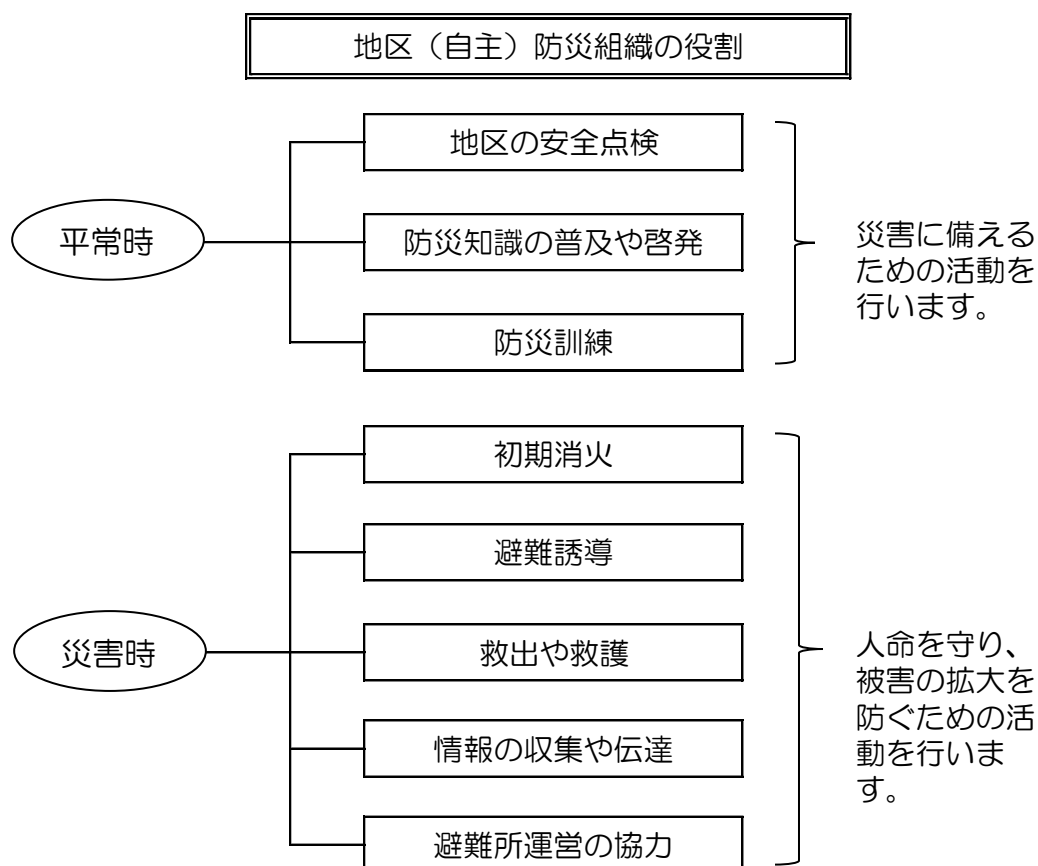 地区（自主）防災組織の役割
平常時
地区の安全点検
防災知識の普及や啓発
防災訓練
災害に備える
ための活動を
行います。
災害時
初期消火
避難誘導
救出や救護
情報の収集や伝達
避難所運営の協力
人命を守り、
被害の拡大を
防ぐための活
動を行いま
す。